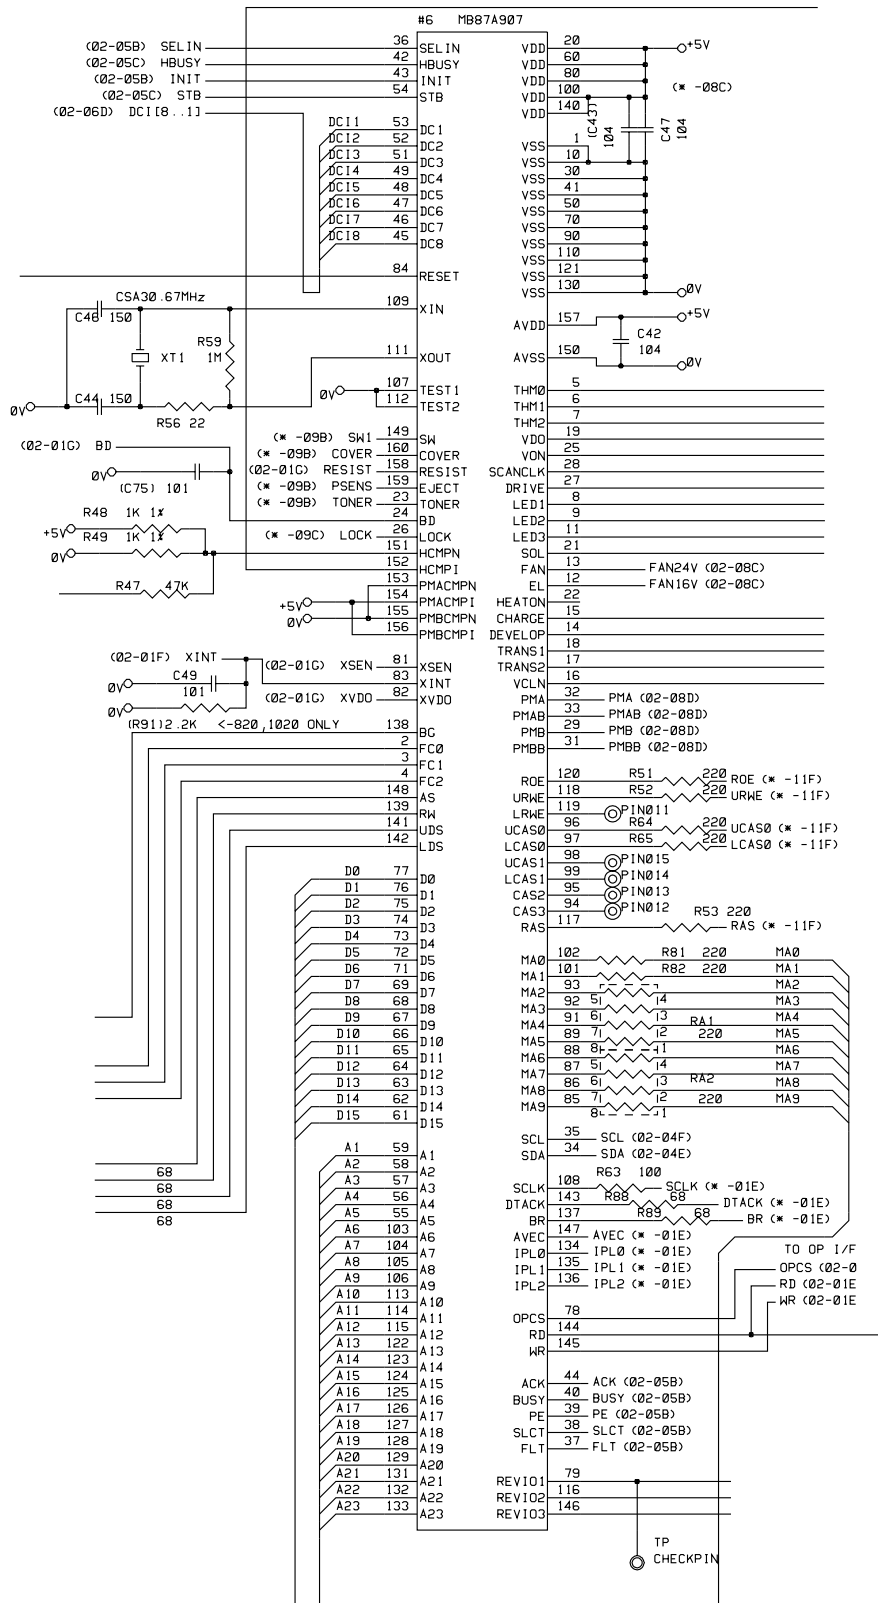 #6 MB87A907
(02-05B) SELIN 36 SELIN
(02-05C) HBUSY 42 HBUSY
(02-05B) INIT 43 INIT
(02-05C) STB 54 STB
(02-06D) DCI[8..1]
DCI1 53 DC1
DCI2 52 DC2
DCI3 51 DC3
DCI4 49 DC4
DCI5 48 DC5
DCI6 47 DC6
DCI7 46 DC7
DCI8 45 DC8
84 RESET
CSA30.67MHz
109 XIN
C46 150
R59
1M
XT1
111 XOUT
C44 150
0V
R56 22
0V 107 TEST1
112 TEST2
(* -09B) SW1 149 SW
(* -09B) COVER 160 COVER
(02-01G) RESIST 158 RESIST
(* -09B) PSENS 159 EJECT
(* -09B) TONER 23 TONER
(02-01G) BD 24 BD
0V (C75) 101
(* -09C) LOCK 26 LOCK
R48 1K 1%
+5V
R49 1K 1%
0V
151 HCMPN
152 HCMPI
R47 47K
153 PMACMPN
+5V 154 PMACMPI
0V 155 PMBCMPN
156 PMBCMPI
(02-01F) XINT
(02-01G) XSEN 81 XSEN
83 XINT
C49
0V 101
(02-01G) XVDO 82 XVDO
0V
(R91)2.2K <-820,1020 ONLY
138 BG
2 FC0
3 FC1
4 FC2
148 AS
139 RW
141 UDS
142 LDS
D0 77 D0
D1 76 D1
D2 75 D2
D3 74 D3
D4 73 D4
D5 72 D5
D6 71 D6
D7 69 D7
D8 68 D8
D9 67 D9
D10 66 D10
D11 65 D11
D12 64 D12
D13 63 D13
D14 62 D14
D15 61 D15
68
68
68
68
A1 59 A1
A2 58 A2
A3 57 A3
A4 56 A4
A5 55 A5
A6 103 A6
A7 104 A7
A8 105 A8
A9 106 A9
A10 113 A10
A11 114 A11
A12 115 A12
A13 122 A13
A14 123 A14
A15 124 A15
A16 125 A16
A17 126 A17
A18 127 A18
A19 128 A19
A20 129 A20
A21 131 A21
A22 132 A22
A23 133 A23
VDD 20 +5V
VDD 60
VDD 80
VDD 100
VDD 140
(* -08C)
(C43)
104
C47
104
VSS 1
VSS 10
VSS 30
VSS 41
VSS 50
VSS 70
VSS 90
VSS 110
VSS 121
VSS 130 0V
AVDD 157 +5V
C42
104
AVSS 150 0V
THM0 5
THM1 6
THM2 7
VDO 19
VON 25
SCANCLK 28
DRIVE 27
LED1 8
LED2 9
LED3 11
SOL 21
FAN 13 FAN24V (02-08C)
EL 12 FAN16V (02-08C)
HEATON 22
CHARGE 15
DEVELOP 14
TRANS1 18
TRANS2 17
VCLN 16
PMA 32 PMA (02-08D)
PMAB 33 PMAB (02-08D)
PMB 29 PMB (02-08D)
PMBB 31 PMBB (02-08D)
ROE 120 R51 220 ROE (* -11F)
URWE 118 R52 220 URWE (* -11F)
LRWE 119 PIN011
UCAS0 96 R64 220 UCAS0 (* -11F)
LCAS0 97 R65 220 LCAS0 (* -11F)
UCAS1 98 PIN015
LCAS1 99 PIN014
CAS2 95 PIN013
CAS3 94 PIN012
RAS 117 R53 220 RAS (* -11F)
MA0 102 R81 220 MA0
MA1 101 R82 220 MA1
MA2 93 5 4 MA2
MA3 92 6 3 MA3
MA4 91 7 2 RA1 MA4
MA5 89 8 1 220 MA5
MA6 88 5 4 MA6
MA7 87 6 3 MA7
MA8 86 7 2 RA2 MA8
MA9 85 8 1 220 MA9
SCL 35 SCL (02-04F)
SDA 34 SDA (02-04E)
SCLK 108 R63 100 SCLK (* -01E)
DTACK 143 R88 68 DTACK (* -01E)
BR 137 R89 68 BR (* -01E)
AVEC 147 AVEC (* -01E)
IPL0 134 IPL0 (* -01E)
IPL1 135 IPL1 (* -01E)
IPL2 136 IPL2 (* -01E)
TO OP I/F
OPCS (02-0
RD (02-01E
WR (02-01E
OPCS 78
RD 144
WR 145
ACK 44 ACK (02-05B)
BUSY 40 BUSY (02-05B)
PE 39 PE (02-05B)
SLCT 38 SLCT (02-05B)
FLT 37 FLT (02-05B)
REVIO1 79
REVIO2 116
REVIO3 146
TP
CHECKPIN